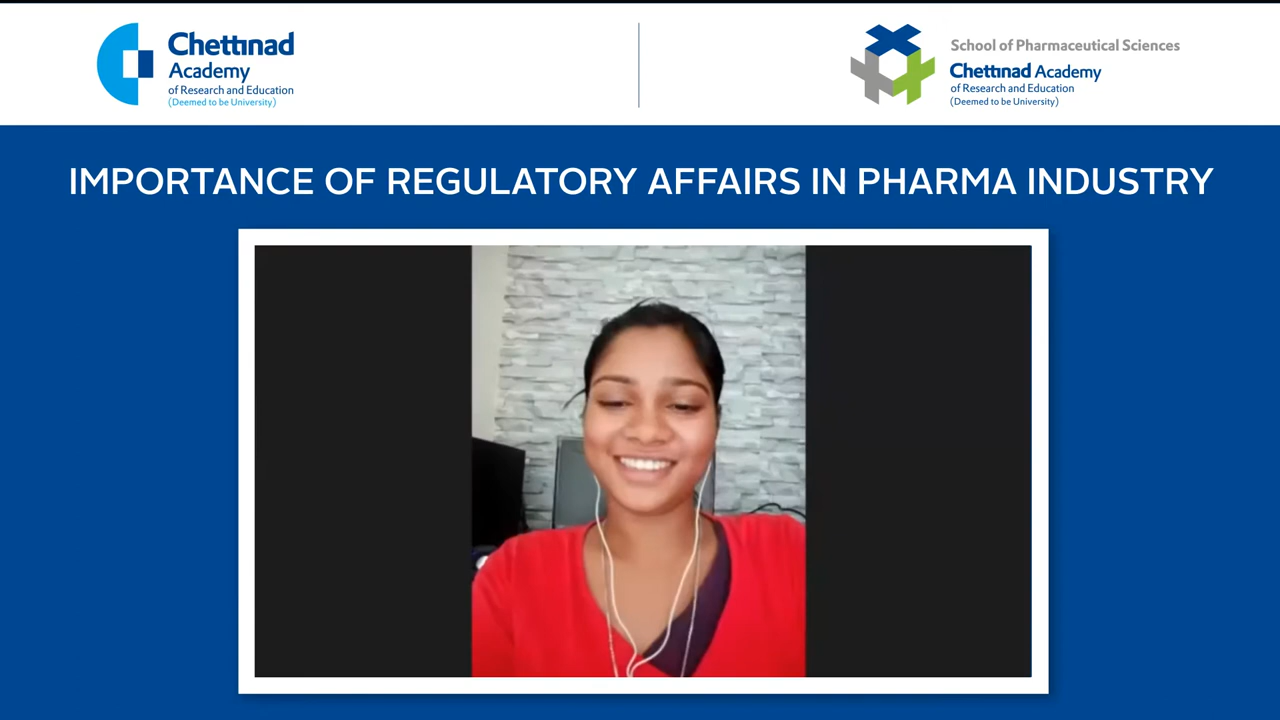 Chettinad
Academy
of Research and Education
(Deemed to be University)
School of Pharmaceutical Sciences
Chettinad Academy
of Research and Education
(Deemed to be University)
IMPORTANCE OF REGULATORY AFFAIRS IN PHARMA INDUSTRY